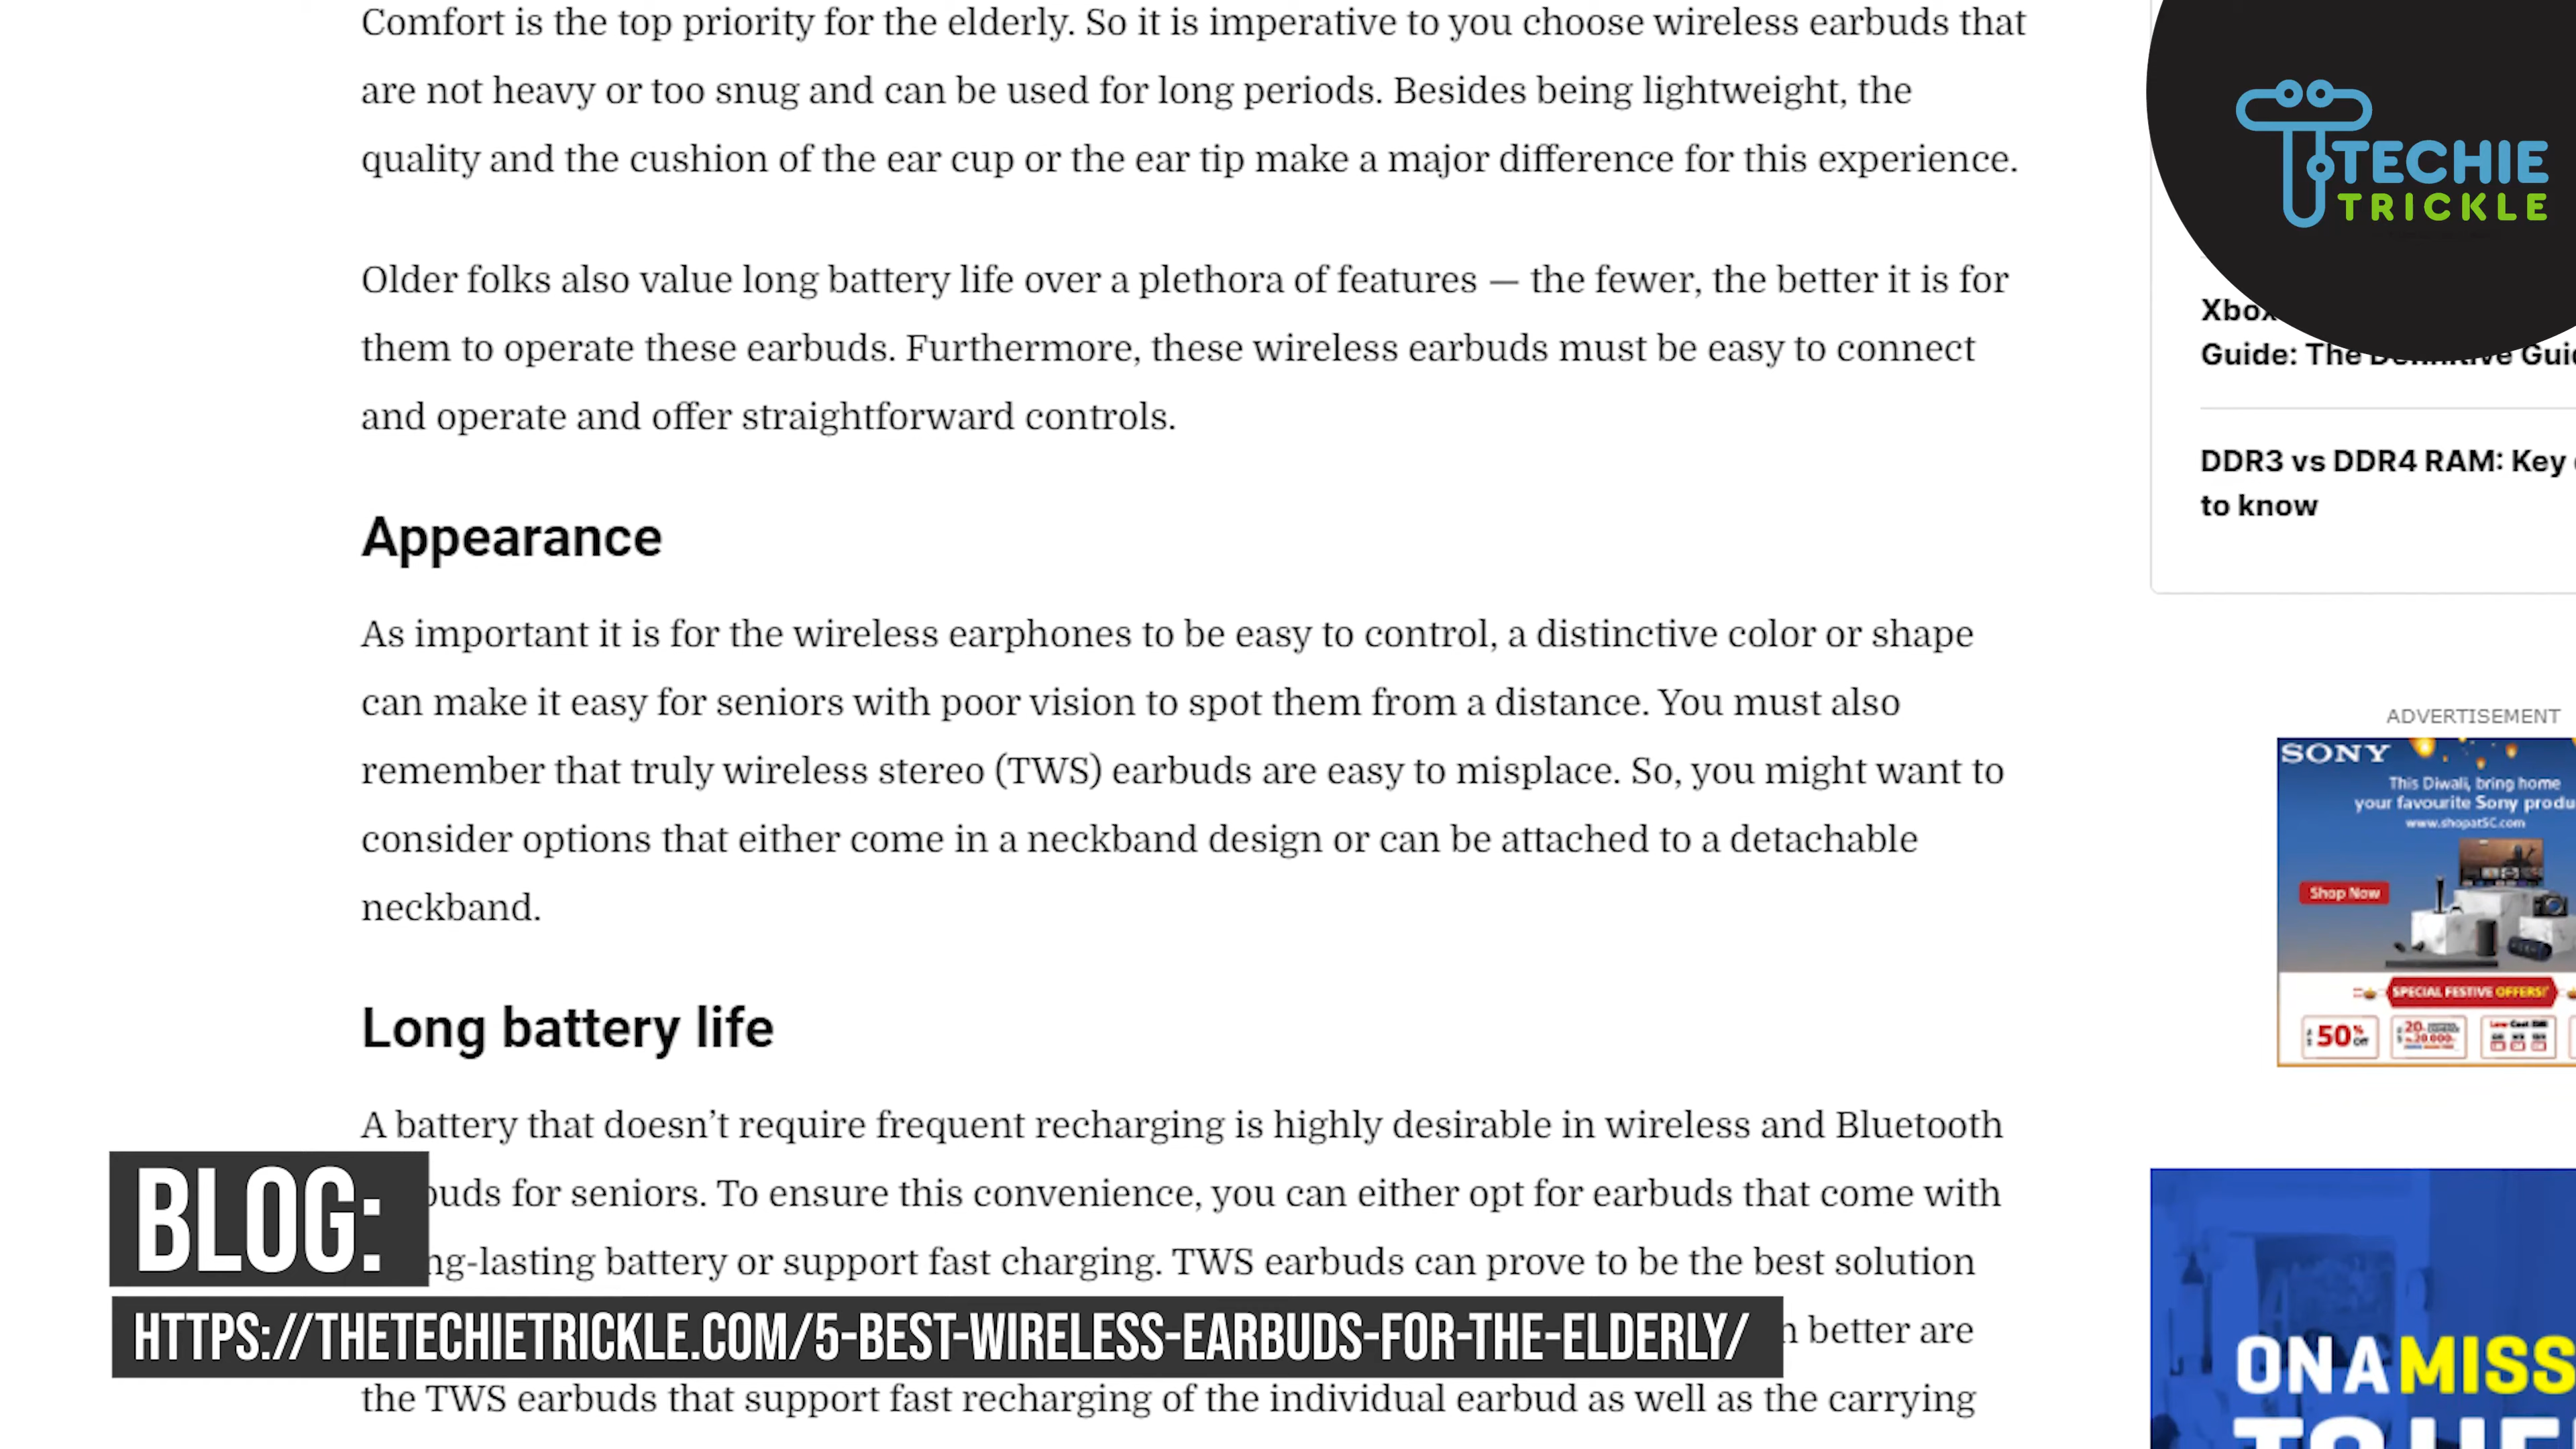 Comfort is the top priority for the elderly. So it is imperative to you choose wireless earbuds that
are not heavy or too snug and can be used for long periods. Besides being lightweight, the
quality and the cushion of the ear cup or the ear tip make a major difference for this experience.
Older folks also value long battery life over a plethora of features — the fewer, the better it is for
them to operate these earbuds. Furthermore, these wireless earbuds must be easy to connect
and operate and offer straightforward controls.
Appearance
As important it is for the wireless earphones to be easy to control, a distinctive color or shape
can make it easy for seniors with poor vision to spot them from a distance. You must also
remember that truly wireless stereo (TWS) earbuds are easy to misplace. So, you might want to
consider options that either come in a neckband design or can be attached to a detachable
neckband.
Long battery life
A battery that doesn’t require frequent recharging is highly desirable in wireless and Bluetooth
for seniors. To ensure this convenience, you can either opt for earbuds that come with
battery or support fast charging. TWS earbuds can prove to be the best solution
better are
the TWS earbuds that support fast recharging of the individual earbud as well as the carrying
BLOG:
HTTPS://THETECHIETRICKLE.COM/5-BEST-WIRELESS-EARBUDS-FOR-THE-ELDERLY/
TECHIE
TRICKLE
Xbox
Guide: The
DDR3 vs DDR4 RAM: Key
to know
ADVERTISEMENT
SONY
This Diwali, bring home
your favourite Sony
www.shopatSC.com
Shop Now
SPECIAL FESTIVE OFFERS!
50% Off
ON A